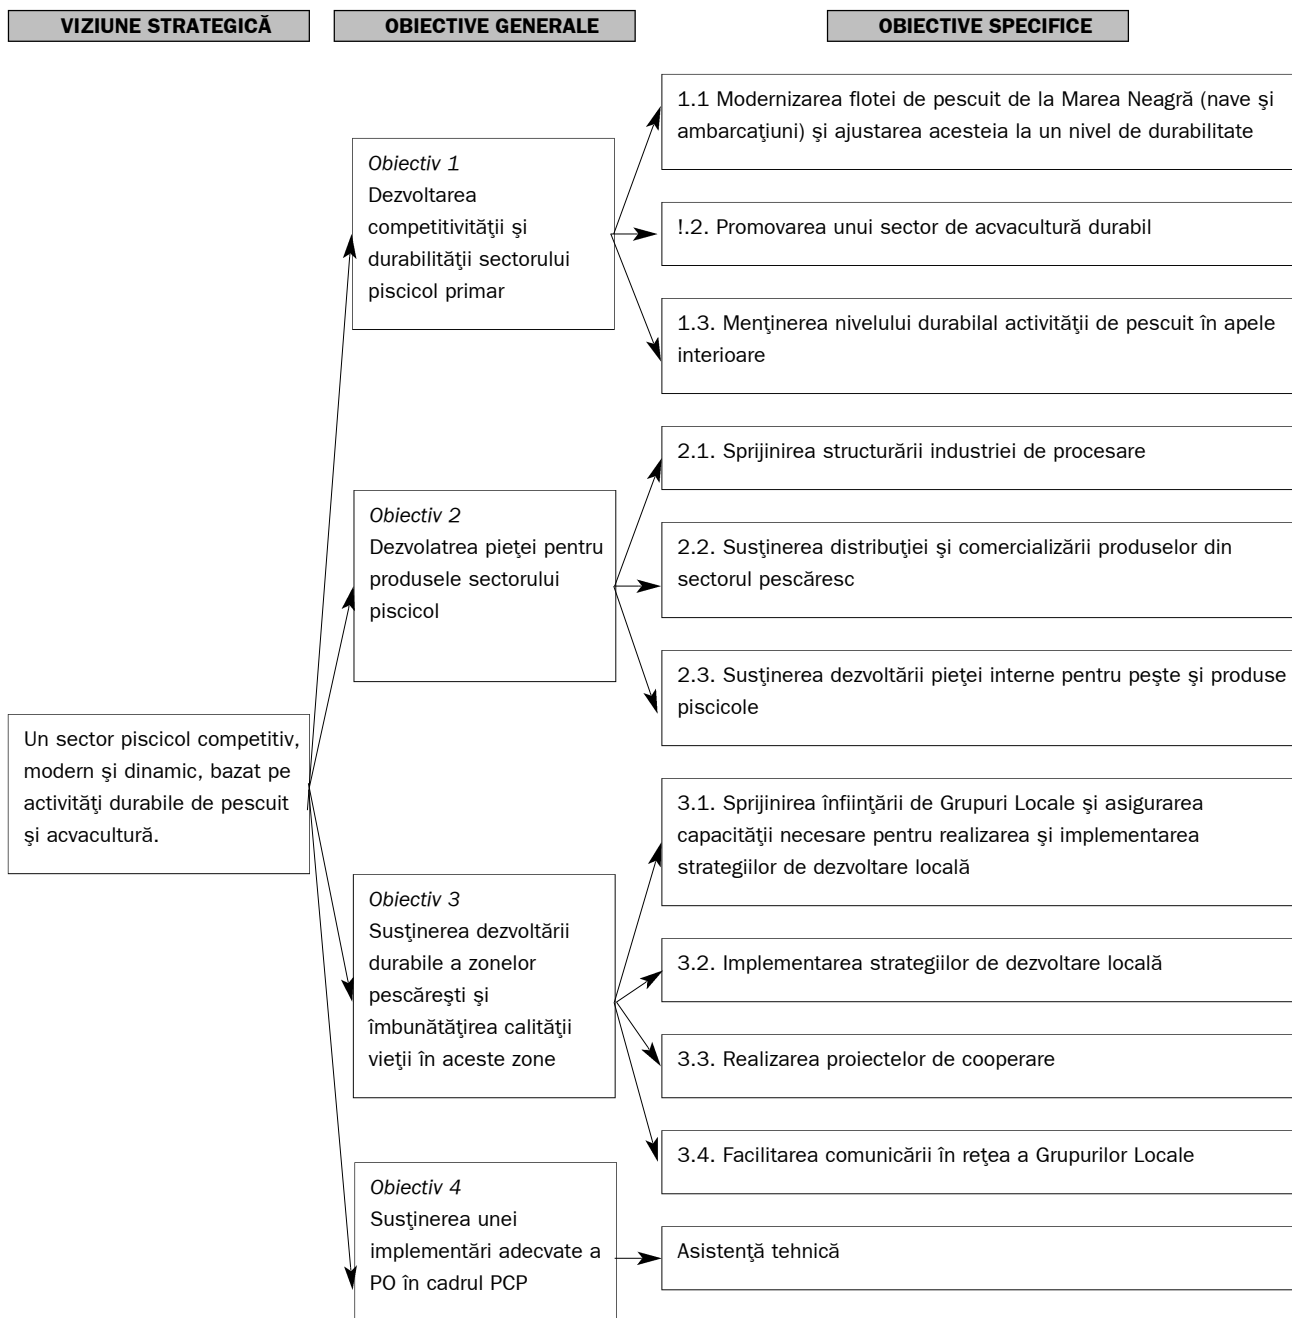 VIZIUNE STRATEGICĂ
OBIECTIVE GENERALE
OBIECTIVE SPECIFICE
Un sector piscicol competitiv,
modern şi dinamic, bazat pe
activităţi durabile de pescuit
şi acvacultură.
Obiectiv 1
Dezvoltarea
competitivităţii şi
durabilităţii sectorului
piscicol primar
1.1 Modernizarea flotei de pescuit de la Marea Neagră (nave şi
ambarcaţiuni) şi ajustarea acesteia la un nivel de durabilitate
!.2. Promovarea unui sector de acvacultură durabil
1.3. Menţinerea nivelului durabilal activităţii de pescuit în apele
interioare
Obiectiv 2
Dezvolatrea pieţei pentru
produsele sectorului
piscicol
2.1. Sprijinirea structurării industriei de procesare
2.2. Susţinerea distribuţiei şi comercializării produselor din
sectorul pescăresc
2.3. Susţinerea dezvoltării pieţei interne pentru peşte şi produse
piscicole
Obiectiv 3
Susţinerea dezvoltării
durabile a zonelor
pescăreşti şi
îmbunătăţirea calităţii
vieţii în aceste zone
3.1. Sprijinirea înfiinţării de Grupuri Locale şi asigurarea
capacităţii necesare pentru realizarea şi implementarea
strategiilor de dezvoltare locală
3.2. Implementarea strategiilor de dezvoltare locală
3.3. Realizarea proiectelor de cooperare
3.4. Facilitarea comunicării în reţea a Grupurilor Locale
Obiectiv 4
Susţinerea unei
implementări adecvate a
PO în cadrul PCP
Asistenţă tehnică